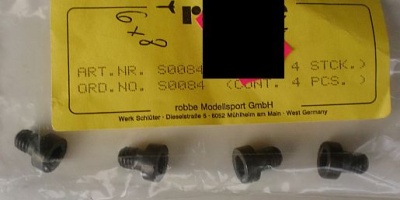 6x8
ART.NR. S0084 4 STCK.)
ORD.NO. S0084 (CONT. 4 PCS.)
robbe Modellsport GmbH
Werk Schlüter · Dieselstraße 5 · 6052 Mühlheim am Main · West Germany